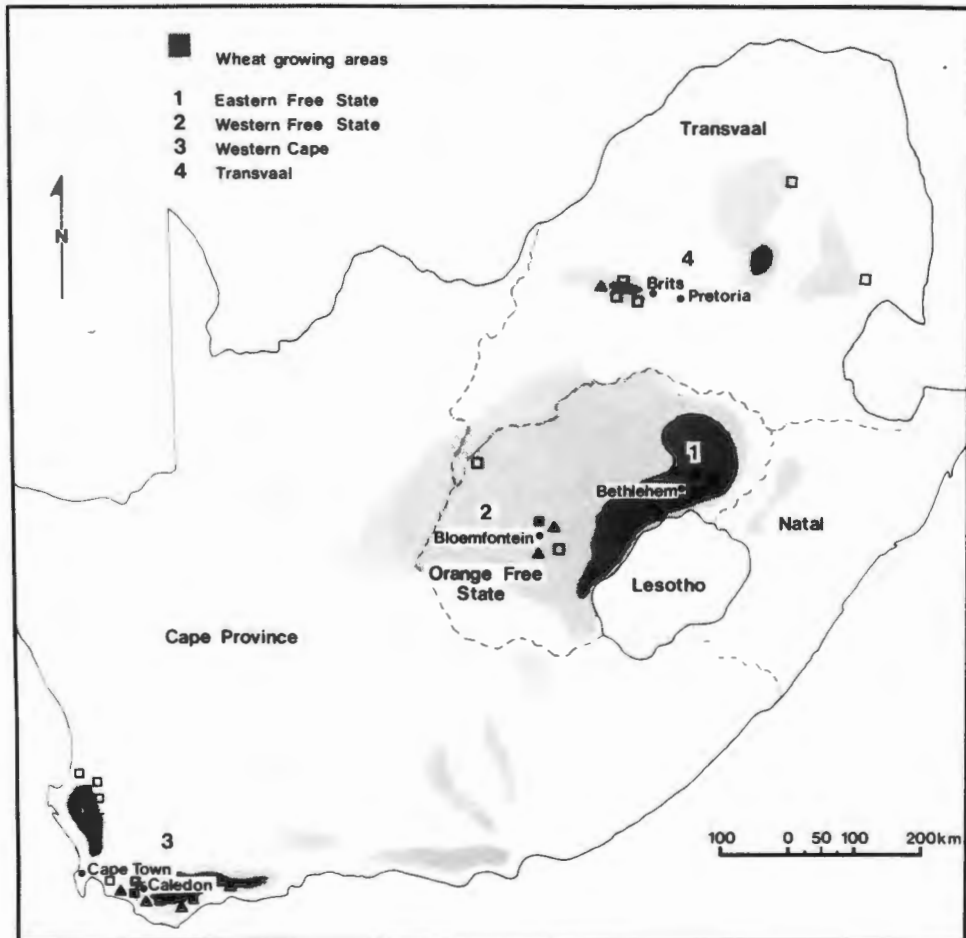 Wheat growing areas
1 Eastern Free State
2 Western Free State
3 Western Cape
4 Transvaal
N
Transvaal
4
Brits
Pretoria
1
Bethlehem
2
Bloemfontein
Natal
Orange Free
State
Lesotho
Cape Province
3
Cape Town
Caledon
100 0 50 100 200km